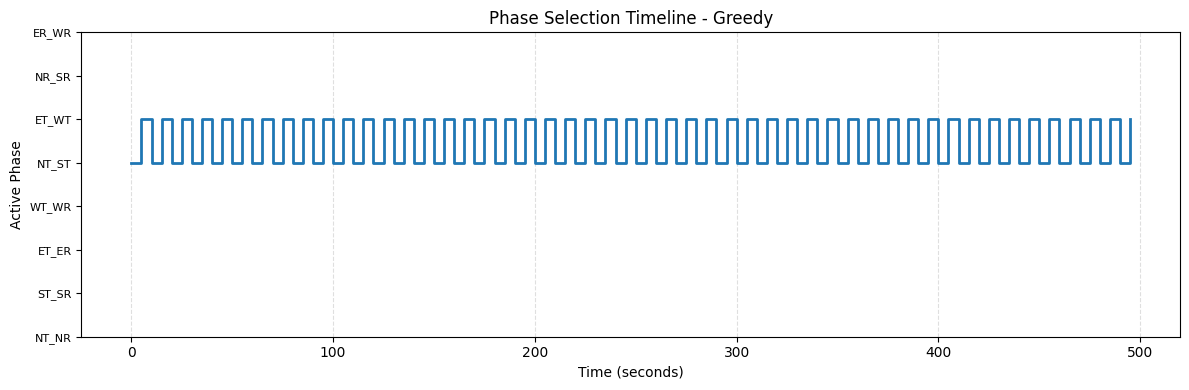 Phase Selection Timeline - Greedy
Active Phase
ER_WR
NR_SR
ET_WT
NT_ST
WT_WR
ET_ER
ST_SR
NT_NR
0 100 200 300 400 500
Time (seconds)